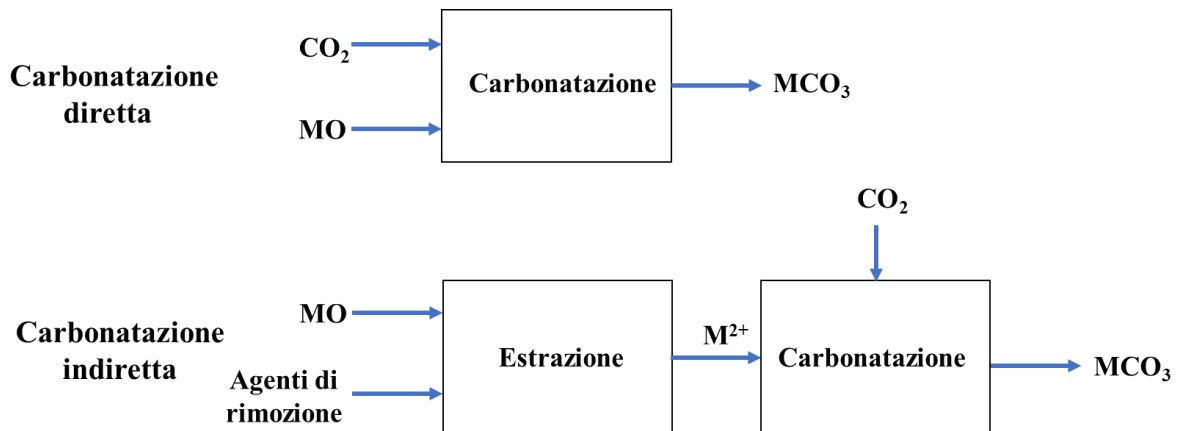 Carbonatazione
diretta
CO₂
MO
Carbonatazione
MCO₃
Carbonatazione
indiretta
MO
Agenti di
rimozione
Estrazione
M²⁺
CO₂
Carbonatazione
MCO₃